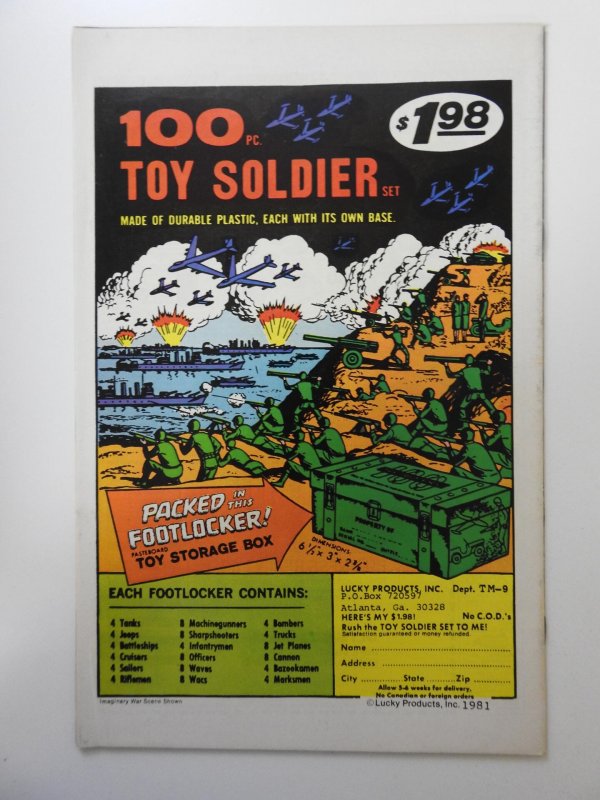 100 PC.
$1.98
TOY SOLDIER SET
MADE OF DURABLE PLASTIC, EACH WITH ITS OWN BASE.
PACKED IN THIS
FOOTLOCKER!
PASTEBOARD
TOY STORAGE BOX
DIMENSIONS:
6 1/2" x 3" x 2 3/8"
PROPERTY OF
EACH FOOTLOCKER CONTAINS:
4 Tanks
4 Jeeps
4 Battleships
4 Cruisers
4 Sailors
4 Riflemen
8 Machinegunners
8 Sharpshooters
4 Infantrymen
8 Officers
8 Waves
8 Wacs
4 Bombers
4 Trucks
8 Jet Planes
8 Cannon
4 Bazookamen
4 Marksmen
LUCKY PRODUCTS, INC. Dept. TM-9
P.O.Box 720597
Atlanta, Ga. 30328
HERE'S MY $1.98! No C.O.D.'s
Rush the TOY SOLDIER SET TO ME!
Satisfaction guaranteed or money refunded.
Name
Address
City State Zip
Allow 5-6 weeks for delivery.
No Canadian or foreign orders
Imaginary War Scene Shown
©Lucky Products, Inc. 1981